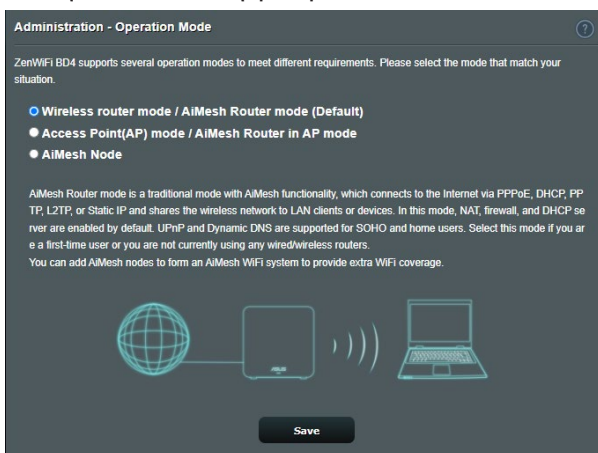 Administration - Operation Mode
?
ZenWiFi BD4 supports several operation modes to meet different requirements. Please select the mode that match your
situation.
Wireless router mode / AiMesh Router mode (Default)
Access Point(AP) mode / AiMesh Router in AP mode
AiMesh Node
AiMesh Router mode is a traditional mode with AiMesh functionality, which connects to the Internet via PPPoE, DHCP, PP
TP, L2TP, or Static IP and shares the wireless network to LAN clients or devices. In this mode, NAT, firewall, and DHCP se
rver are enabled by default. UPnP and Dynamic DNS are supported for SOHO and home users. Select this mode if you ar
e a first-time user or you are not currently using any wired/wireless routers.
You can add AiMesh nodes to form an AiMesh WiFi system to provide extra WiFi coverage.
ASUS
Save